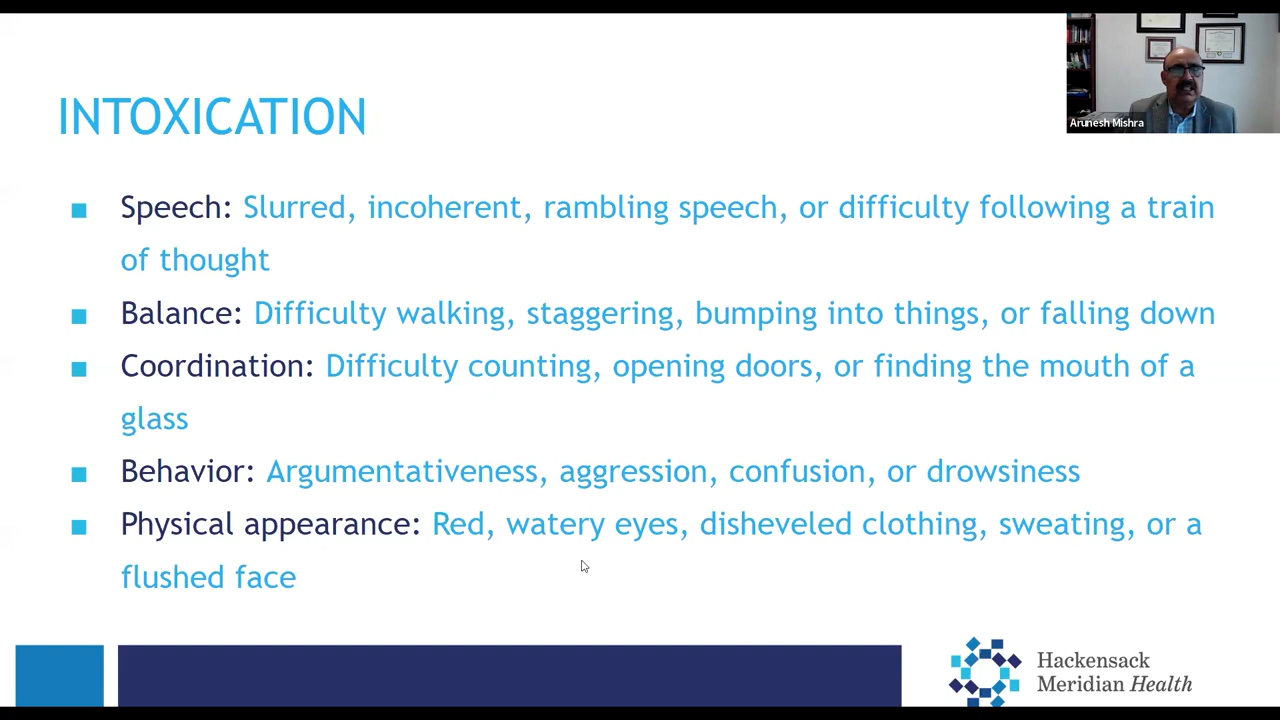 INTOXICATION
Arunesh Mishra
■ Speech: Slurred, incoherent, rambling speech, or difficulty following a train
of thought
■ Balance: Difficulty walking, staggering, bumping into things, or falling down
■ Coordination: Difficulty counting, opening doors, or finding the mouth of a
glass
■ Behavior: Argumentativeness, aggression, confusion, or drowsiness
■ Physical appearance: Red, watery eyes, disheveled clothing, sweating, or a
flushed face
Hackensack
Meridian Health